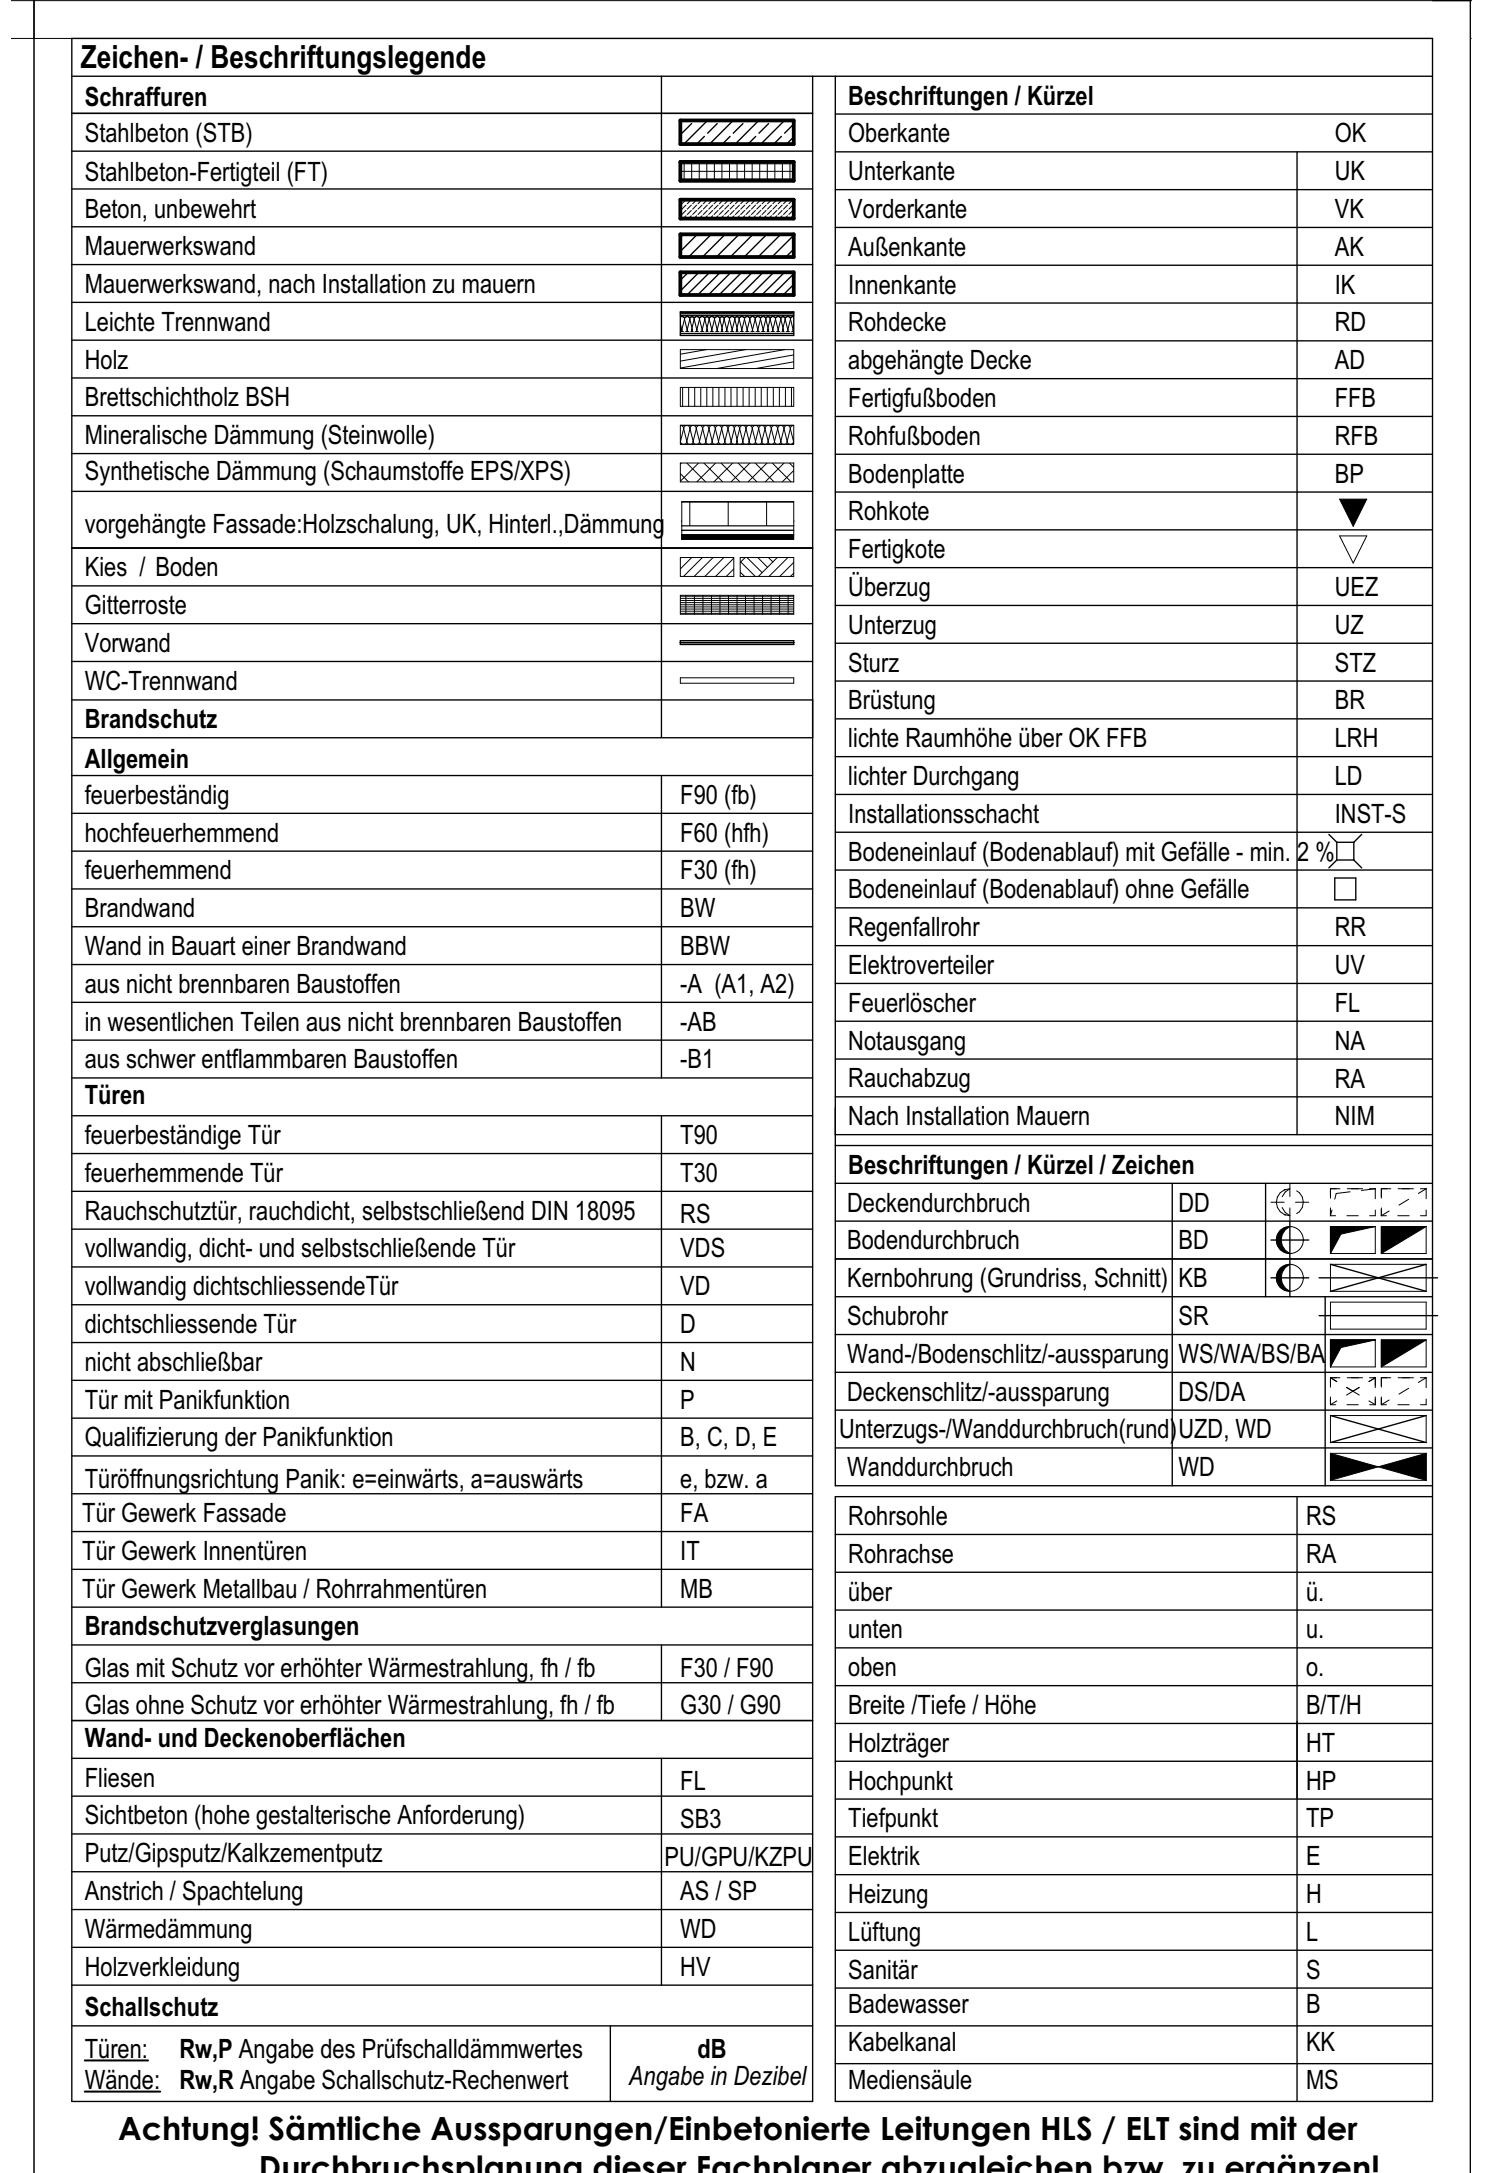 Zeichen- / Beschriftungslegende
Schraffuren
Stahlbeton (STB)
Stahlbeton-Fertigteil (FT)
Beton, unbewehrt
Mauerwerkswand
Mauerwerkswand, nach Installation zu mauern
Leichte Trennwand
Holz
Brettschichtholz BSH
Mineralische Dämmung (Steinwolle)
Synthetische Dämmung (Schaumstoffe EPS/XPS)
vorgehängte Fassade:Holzschalung, UK, Hinterl.,Dämmung
Kies / Boden
Gitterroste
Vorwand
WC-Trennwand
Brandschutz
Allgemein
feuerbeständig F90 (fb)
hochfeuerhemmend F60 (hfh)
feuerhemmend F30 (fh)
Brandwand BW
Wand in Bauart einer Brandwand BBW
aus nicht brennbaren Baustoffen -A (A1, A2)
in wesentlichen Teilen aus nicht brennbaren Baustoffen -AB
aus schwer entflammbaren Baustoffen -B1
Türen
feuerbeständige Tür T90
feuerhemmende Tür T30
Rauchschutztür, rauchdicht, selbstschließend DIN 18095 RS
vollwandig, dicht- und selbstschließende Tür VDS
vollwandig dichtschliessendeTür VD
dichtschliessende Tür D
nicht abschließbar N
Tür mit Panikfunktion P
Qualifizierung der Panikfunktion B, C, D, E
Türöffnungsrichtung Panik: e=einwärts, a=auswärts e, bzw. a
Tür Gewerk Fassade FA
Tür Gewerk Innentüren IT
Tür Gewerk Metallbau / Rohrrahmentüren MB
Brandschutzverglasungen
Glas mit Schutz vor erhöhter Wärmestrahlung, fh / fb F30 / F90
Glas ohne Schutz vor erhöhter Wärmestrahlung, fh / fb G30 / G90
Wand- und Deckenoberflächen
Fliesen FL
Sichtbeton (hohe gestalterische Anforderung) SB3
Putz/Gipsputz/Kalkzementputz PU/GPU/KZPU
Anstrich / Spachtelung AS / SP
Wärmedämmung WD
Holzverkleidung HV
Schallschutz
Türen: Rw,P Angabe des Prüfschalldämmwertes dB
Wände: Rw,R Angabe Schallschutz-Rechenwert Angabe in Dezibel
Beschriftungen / Kürzel
Oberkante OK
Unterkante UK
Vorderkante VK
Außenkante AK
Innenkante IK
Rohdecke RD
abgehängte Decke AD
Fertigfußboden FFB
Rohfußboden RFB
Bodenplatte BP
Rohkote
Fertigkote
Überzug UEZ
Unterzug UZ
Sturz STZ
Brüstung BR
lichte Raumhöhe über OK FFB LRH
lichter Durchgang LD
Installationsschacht INST-S
Bodeneinlauf (Bodenablauf) mit Gefälle - min. 2 %
Bodeneinlauf (Bodenablauf) ohne Gefälle
Regenfallrohr RR
Elektroverteiler UV
Feuerlöscher FL
Notausgang NA
Rauchabzug RA
Nach Installation Mauern NIM
Beschriftungen / Kürzel / Zeichen
Deckendurchbruch DD
Bodendurchbruch BD
Kernbohrung (Grundriss, Schnitt) KB
Schubrohr SR
Wand-/Bodenschlitz/-aussparung WS/WA/BS/BA
Deckenschlitz/-aussparung DS/DA
Unterzugs-/Wanddurchbruch(rund) UZD, WD
Wanddurchbruch WD
Rohrsohle RS
Rohrachse RA
über ü.
unten u.
oben o.
Breite /Tiefe / Höhe B/T/H
Holzträger HT
Hochpunkt HP
Tiefpunkt TP
Elektrik E
Heizung H
Lüftung L
Sanitär S
Badewasser B
Kabelkanal KK
Mediensäule MS
Achtung! Sämtliche Aussparungen/Einbetonierte Leitungen HLS / ELT sind mit der
Durchbruchsplanung dieser Fachplaner abzugleichen bzw. zu ergänzen!